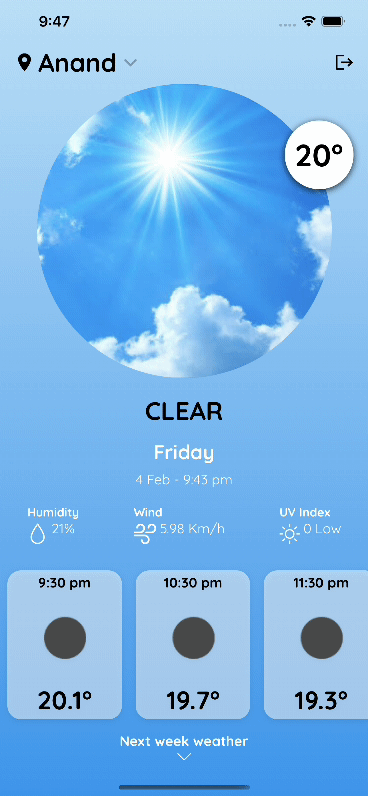 9:47
Anand
20°
CLEAR
Friday
4 Feb - 9:43 pm
Humidity Wind UV Index
21% 5.98 Km/h 0 Low
9:30 pm 10:30 pm 11:30 pm
20.1° 19.7° 19.3°
Next week weather